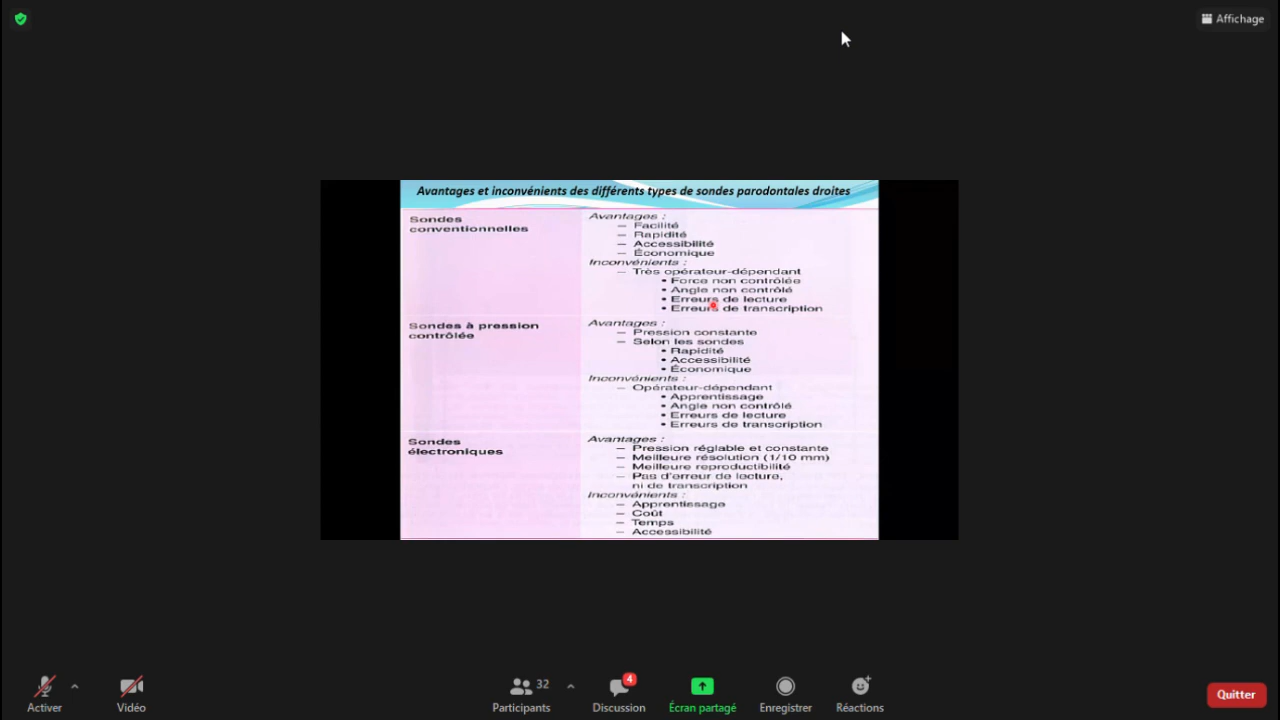 Affichage
Avantages et inconvénients des différents types de sondes parodontales droites
Sondes
conventionnelles
Avantages :
– Facilité
– Rapidité
– Accessibilité
– Économique
Inconvénients :
– Très opérateur-dépendant
• Force non contrôlée
• Angle non contrôlé
• Erreurs de lecture
• Erreurs de transcription
Sondes à pression
contrôlée
Avantages :
– Pression constante
– Selon les sondes
• Rapidité
• Accessibilité
• Économique
Inconvénients :
– Opérateur-dépendant
• Apprentissage
• Angle non contrôlé
• Erreurs de lecture
• Erreurs de transcription
Sondes
électroniques
Avantages :
– Pression réglable et constante
– Meilleure résolution (1/10 mm)
– Meilleure reproductibilité
– Pas d'erreur de lecture,
ni de transcription
Inconvénients :
– Apprentissage
– Coût
– Temps
– Accessibilité
32
4
Activer
Vidéo
Participants
Discussion
Écran partagé
Enregistrer
Réactions
Quitter